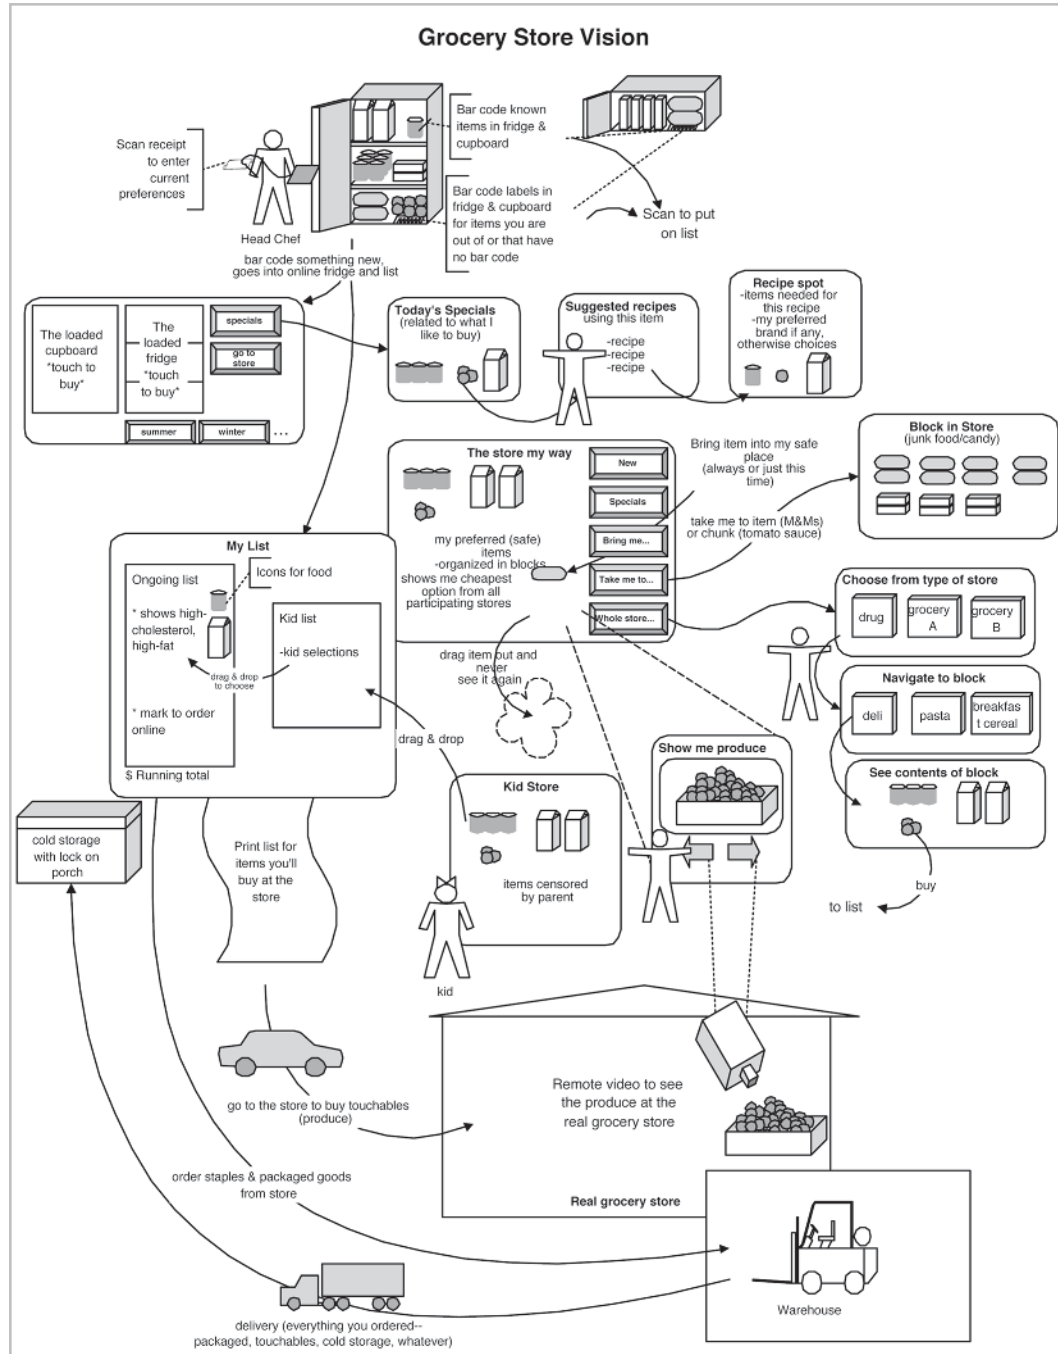 Grocery Store Vision
Scan receipt
to enter
current
preferences
Head Chef
Bar code known
items in fridge &
cupboard
Bar code labels in
fridge & cupboard
for items you are
out of or that have
no bar code
Scan to put
on list
bar code something new,
goes into online fridge and list
The loaded
cupboard
"touch to
buy"
The
loaded
fridge
"touch
to buy"
specials
go to
store
summer
winter
...
Today's Specials
(related to what I
like to buy)
Suggested recipes
using this item
-recipe
-recipe
-recipe
Recipe spot
-items needed for
this recipe
-my preferred
brand if any,
otherwise choices
The store my way
my preferred (safe)
items
-organized in blocks
shows me cheapest
option from all
participating stores
New
Specials
Bring me...
Take me to...
Whole store...
Bring item into my safe
place
(always or just this
time)
take me to item (M&Ms)
or chunk (tomato sauce)
Block in Store
(junk food/candy)
My List
Ongoing list
* shows high-
cholesterol,
high-fat
* mark to order
online
$ Running total
Icons for food
Kid list
-kid selections
drag & drop
to choose
drag item out and
never
see it again
drag & drop
Choose from type of store
drug
grocery
A
grocery
B
Navigate to block
deli
pasta
breakfas
t cereal
See contents of block
buy
to list
Show me produce
Kid Store
items censored
by parent
kid
cold storage
with lock on
porch
Print list for
items you'll
buy at the
store
go to the store to buy touchables
(produce)
Remote video to see
the produce at the
real grocery store
Real grocery store
order staples & packaged goods
from store
Warehouse
delivery (everything you ordered--
packaged, touchables, cold storage, whatever)